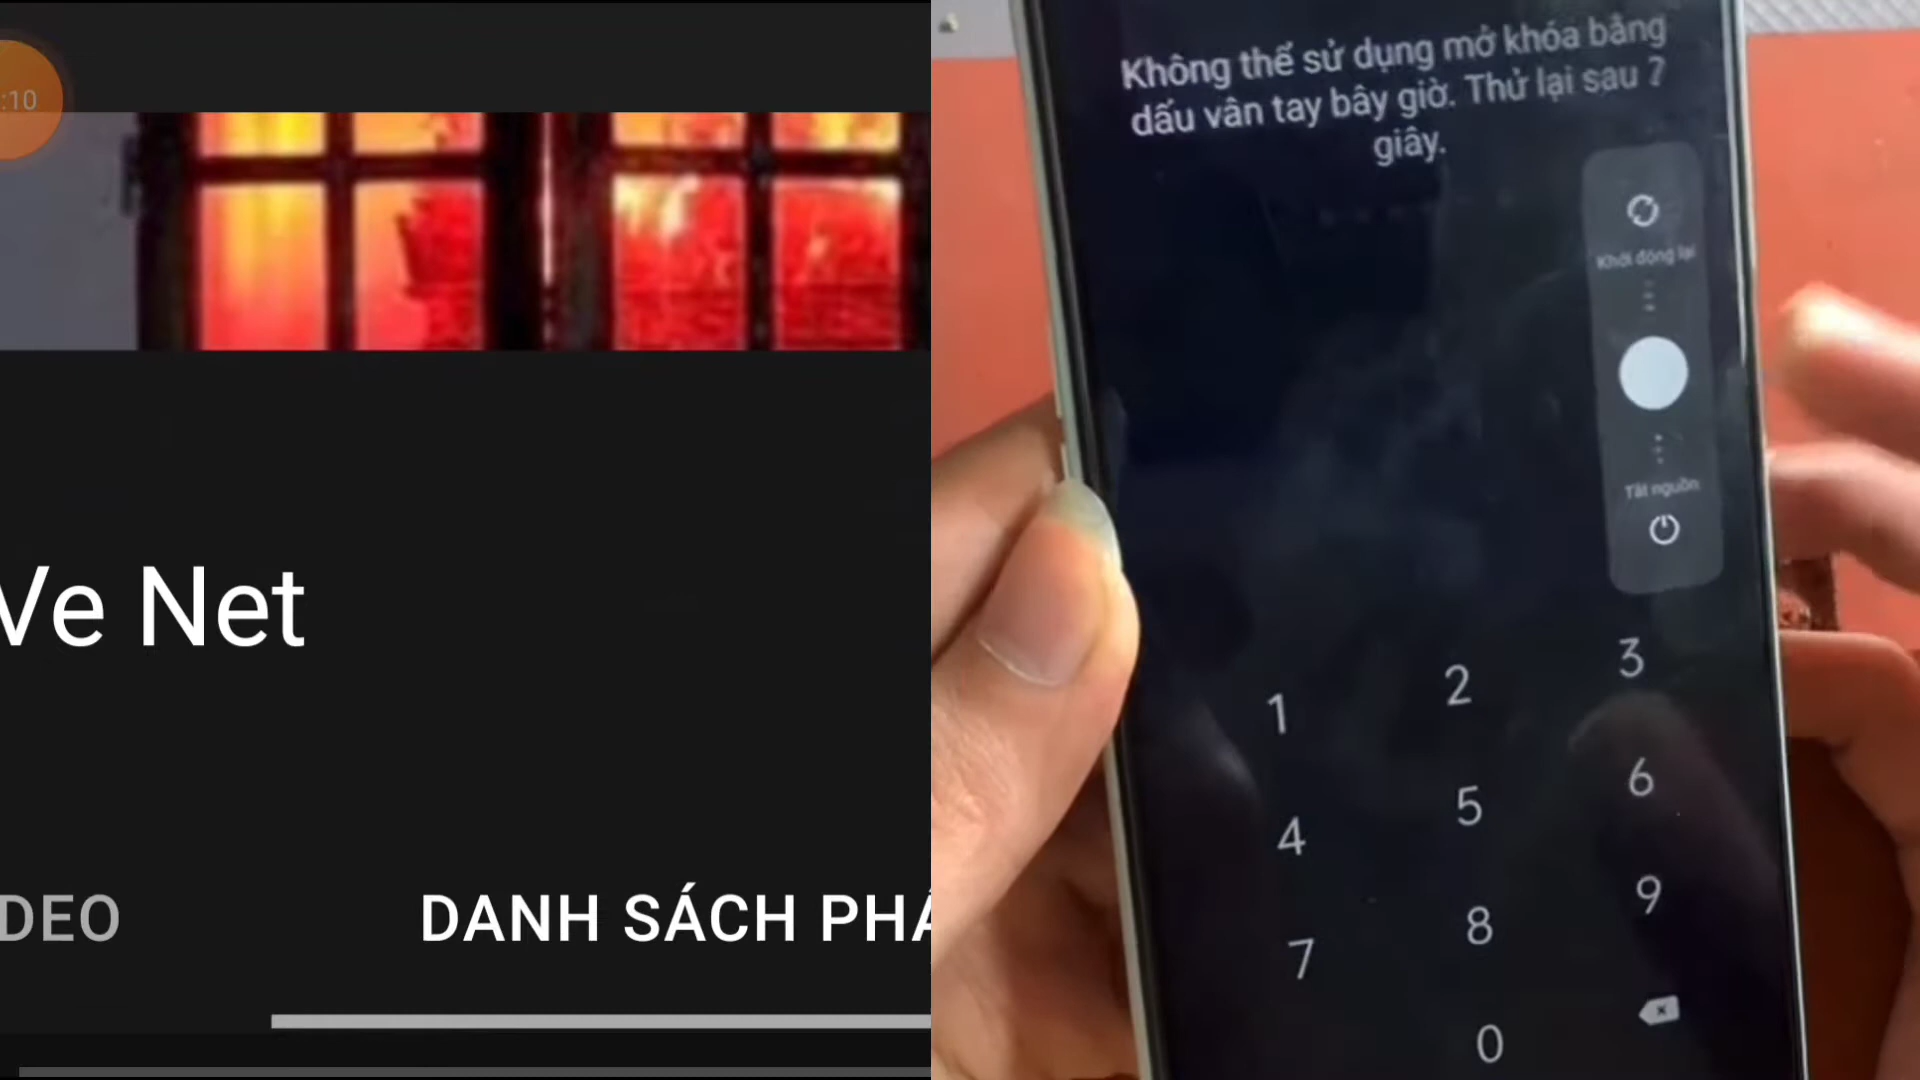 :10
Ve Net
DEO
DANH SÁCH PHÁ
Không thể sử dụng mở khóa bằng
dấu vân tay bây giờ. Thử lại sau 7
giây.
Khởi động lại
Tắt nguồn
1
2
3
4
5
6
7
8
9
0